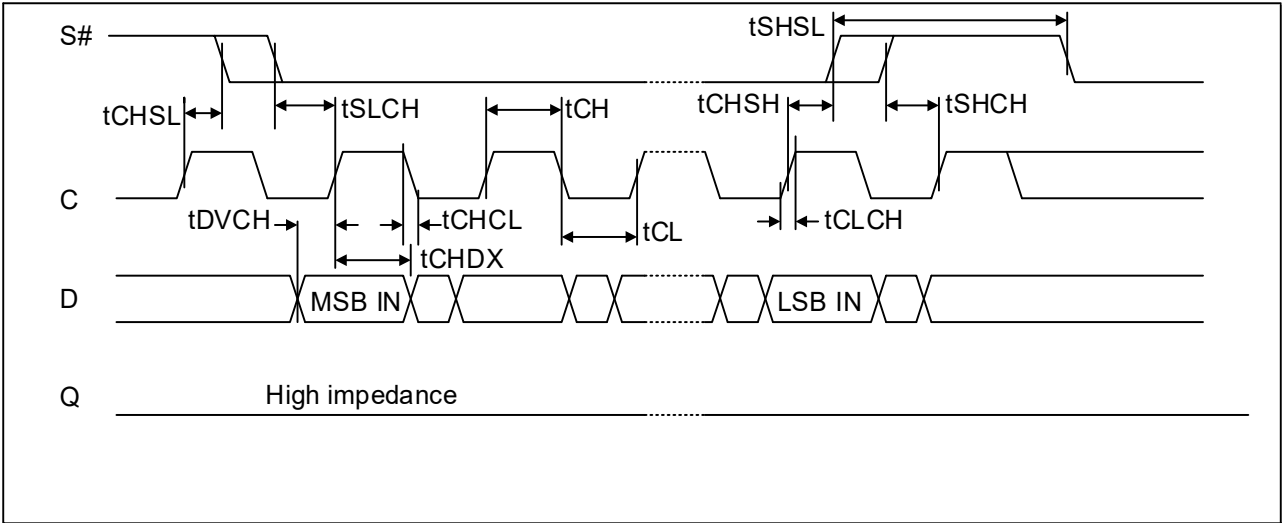 S#
tSHSL
tCHSL
tSLCH
tCH
tCHSH
tSHCH
C
tDVCH
tCHCL
tCL
tCLCH
tCHDX
D
MSB IN
LSB IN
Q
High impedance